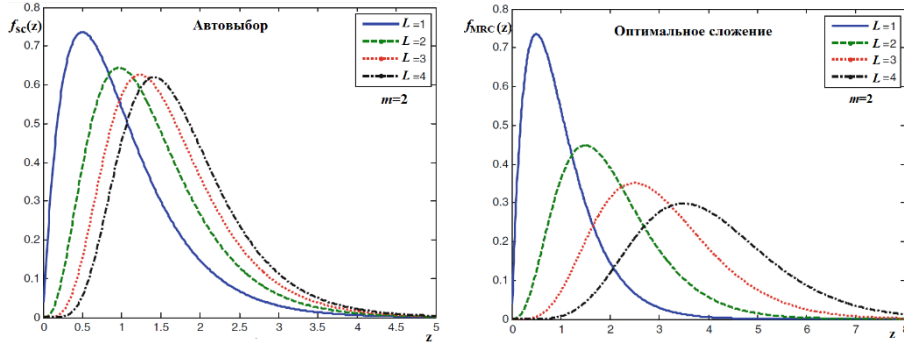 f_sc(z)
Автовыбор
L =1
L =2
L =3
L =4
m=2
0.8
0.7
0.6
0.5
0.4
0.3
0.2
0.1
0
0 0.5 1 1.5 2 2.5 3 3.5 4 4.5 5
z
f_MRC(z)
Оптимальное сложение
L =1
L =2
L =3
L =4
m=2
0.8
0.7
0.6
0.5
0.4
0.3
0.2
0.1
0
0 1 2 3 4 5 6 7 8
z